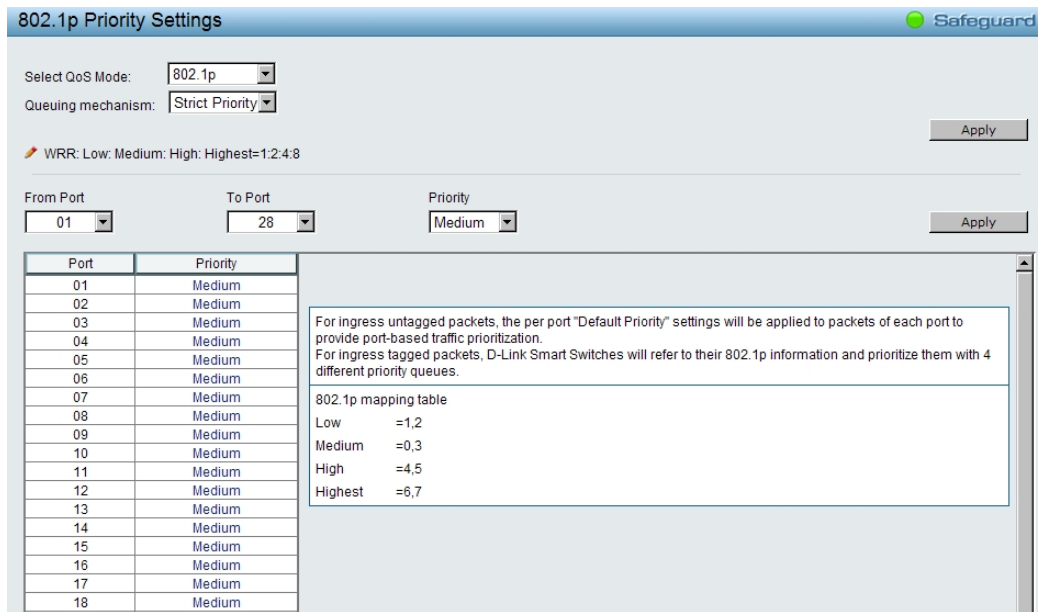 802.1p Priority Settings
Safeguard
Select QoS Mode: 802.1p
Queuing mechanism: Strict Priority
Apply
WRR: Low: Medium: High: Highest=1:2:4:8
From Port To Port Priority
01 28 Medium Apply
Port Priority
01 Medium
02 Medium
03 Medium
04 Medium
05 Medium
06 Medium
07 Medium
08 Medium
09 Medium
10 Medium
11 Medium
12 Medium
13 Medium
14 Medium
15 Medium
16 Medium
17 Medium
18 Medium
For ingress untagged packets, the per port "Default Priority" settings will be applied to packets of each port to
provide port-based traffic prioritization.
For ingress tagged packets, D-Link Smart Switches will refer to their 802.1p information and prioritize them with 4
different priority queues.
802.1p mapping table
Low =1,2
Medium =0,3
High =4,5
Highest =6,7